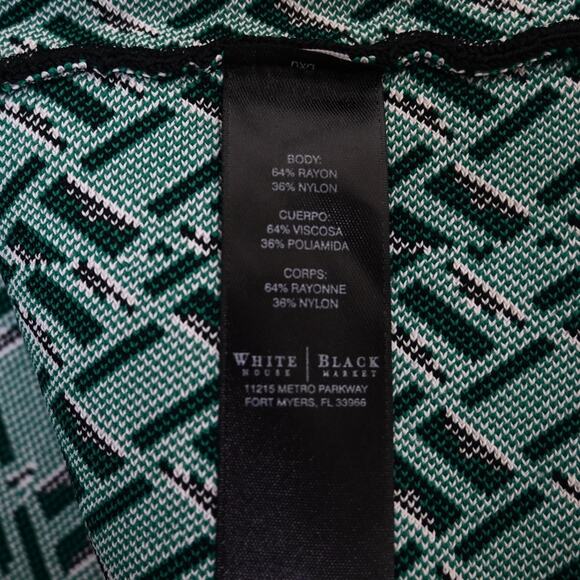 BODY:
64% RAYON
36% NYLON
CUERPO:
64% VISCOSA
36% POLIAMIDA
CORPS:
64% RAYONNE
36% NYLON
WHITE | BLACK
HOUSE MARKET
11215 METRO PARKWAY
FORT MYERS, FL 33966